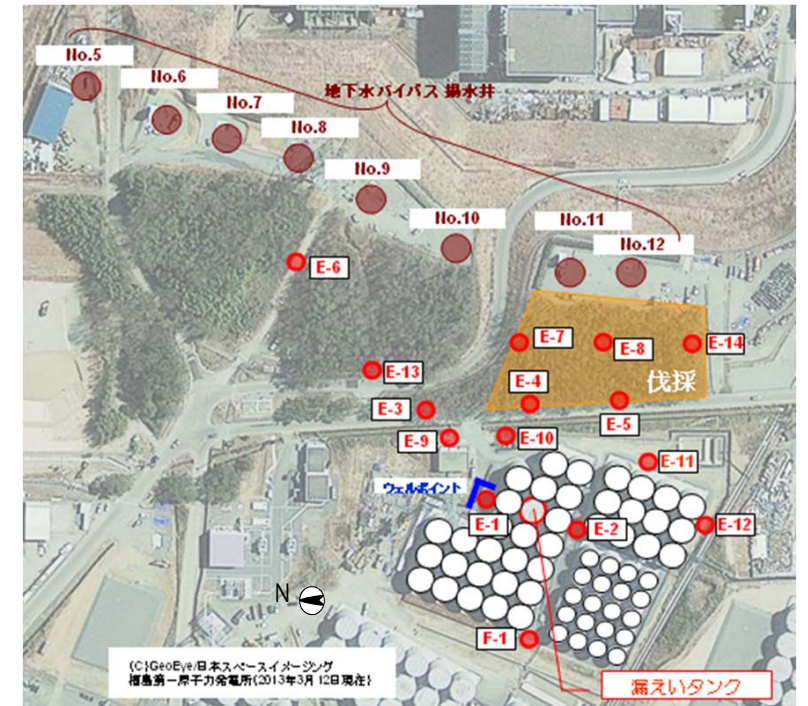 No.5
No.6
No.7
地下水バイパス 揚水井
No.8
No.9
No.10
No.11
No.12
E-6
E-7
E-8
E-14
E-13
伐採
E-4
E-3
E-5
E-9
E-10
E-11
ウェルポイント
E-1
E-2
E-12
N
F-1
(C)GeoEye/日本スペースイメージング
福島第一原子力発電所(2013年3月12日現在)
漏えいタンク